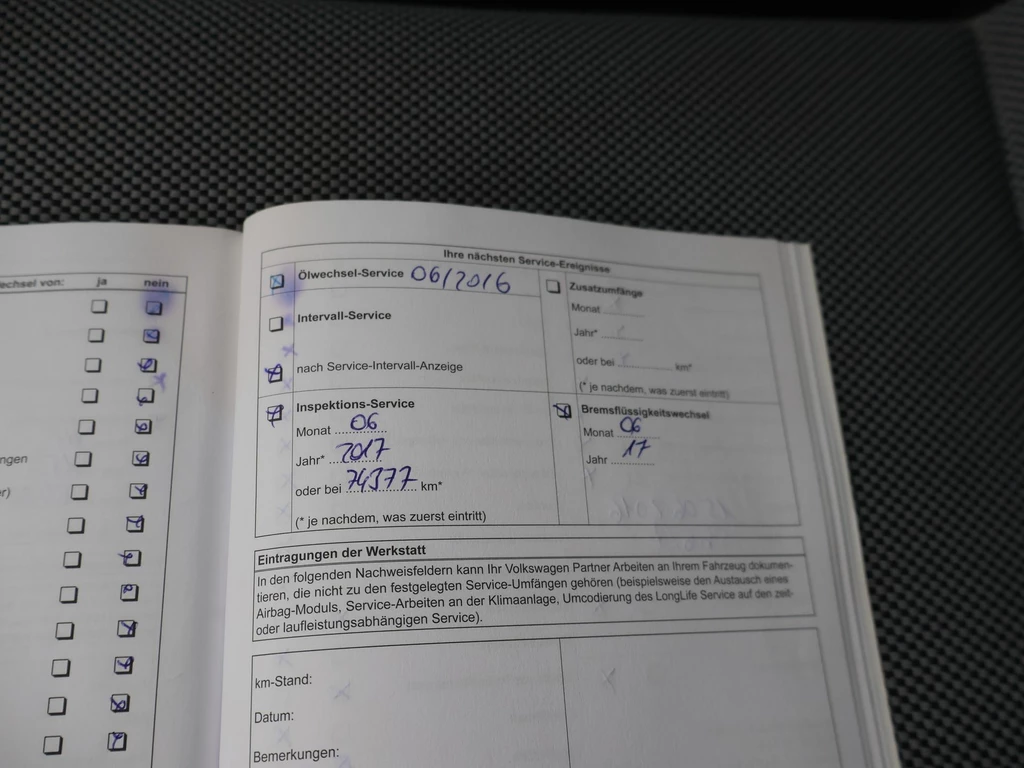 echsel von: ja nein
ngen
r)
Ihre nächsten Service-Ereignisse
Ölwechsel-Service 06/2016
Intervall-Service
nach Service-Intervall-Anzeige
Zusatzumfänge
Monat
Jahr*
oder bei km*
(* je nachdem, was zuerst eintritt)
Inspektions-Service
Monat 06
Jahr* 2017
oder bei 74377 km*
(* je nachdem, was zuerst eintritt)
Bremsflüssigkeitswechsel
Monat 06
Jahr 17
Eintragungen der Werkstatt
In den folgenden Nachweisfeldern kann Ihr Volkswagen Partner Arbeiten an Ihrem Fahrzeug dokumen-
tieren, die nicht zu den festgelegten Service-Umfängen gehören (beispielsweise den Austausch eines
Airbag-Moduls, Service-Arbeiten an der Klimaanlage, Umcodierung des LongLife Service auf den zeit-
oder laufleistungsabhängigen Service).
km-Stand:
Datum:
Bemerkungen: